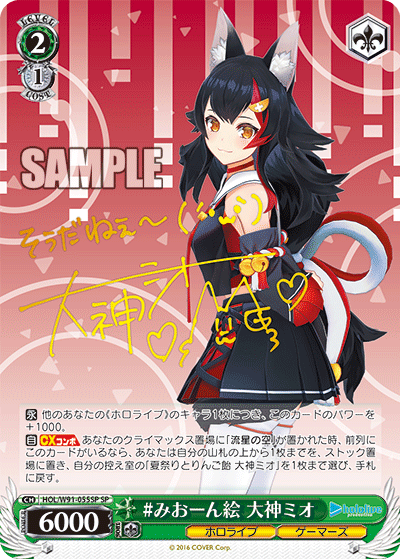 LEVEL
2
1
COST
SAMPLE
そうだねぇ～
大神ミオ
永 他のあなたの《ホロライブ》のキャラ1枚につき、このカードのパワーを
＋1000。
自 CXコンボ あなたのクライマックス置場に「流星の空」が置かれた時、前列に
このカードがいるなら、あなたは自分の山札の上から1枚までを、ストック
置場に置き、自分の控え室の「夏祭りとりんご飴 大神ミオ」を1枚まで選び、手札
に戻す。
CH HOL/W91-055SP SP
#みおーん絵 大神ミオ
hololive
6000
ホロライブ
ゲーマーズ
© 2016 COVER Corp.